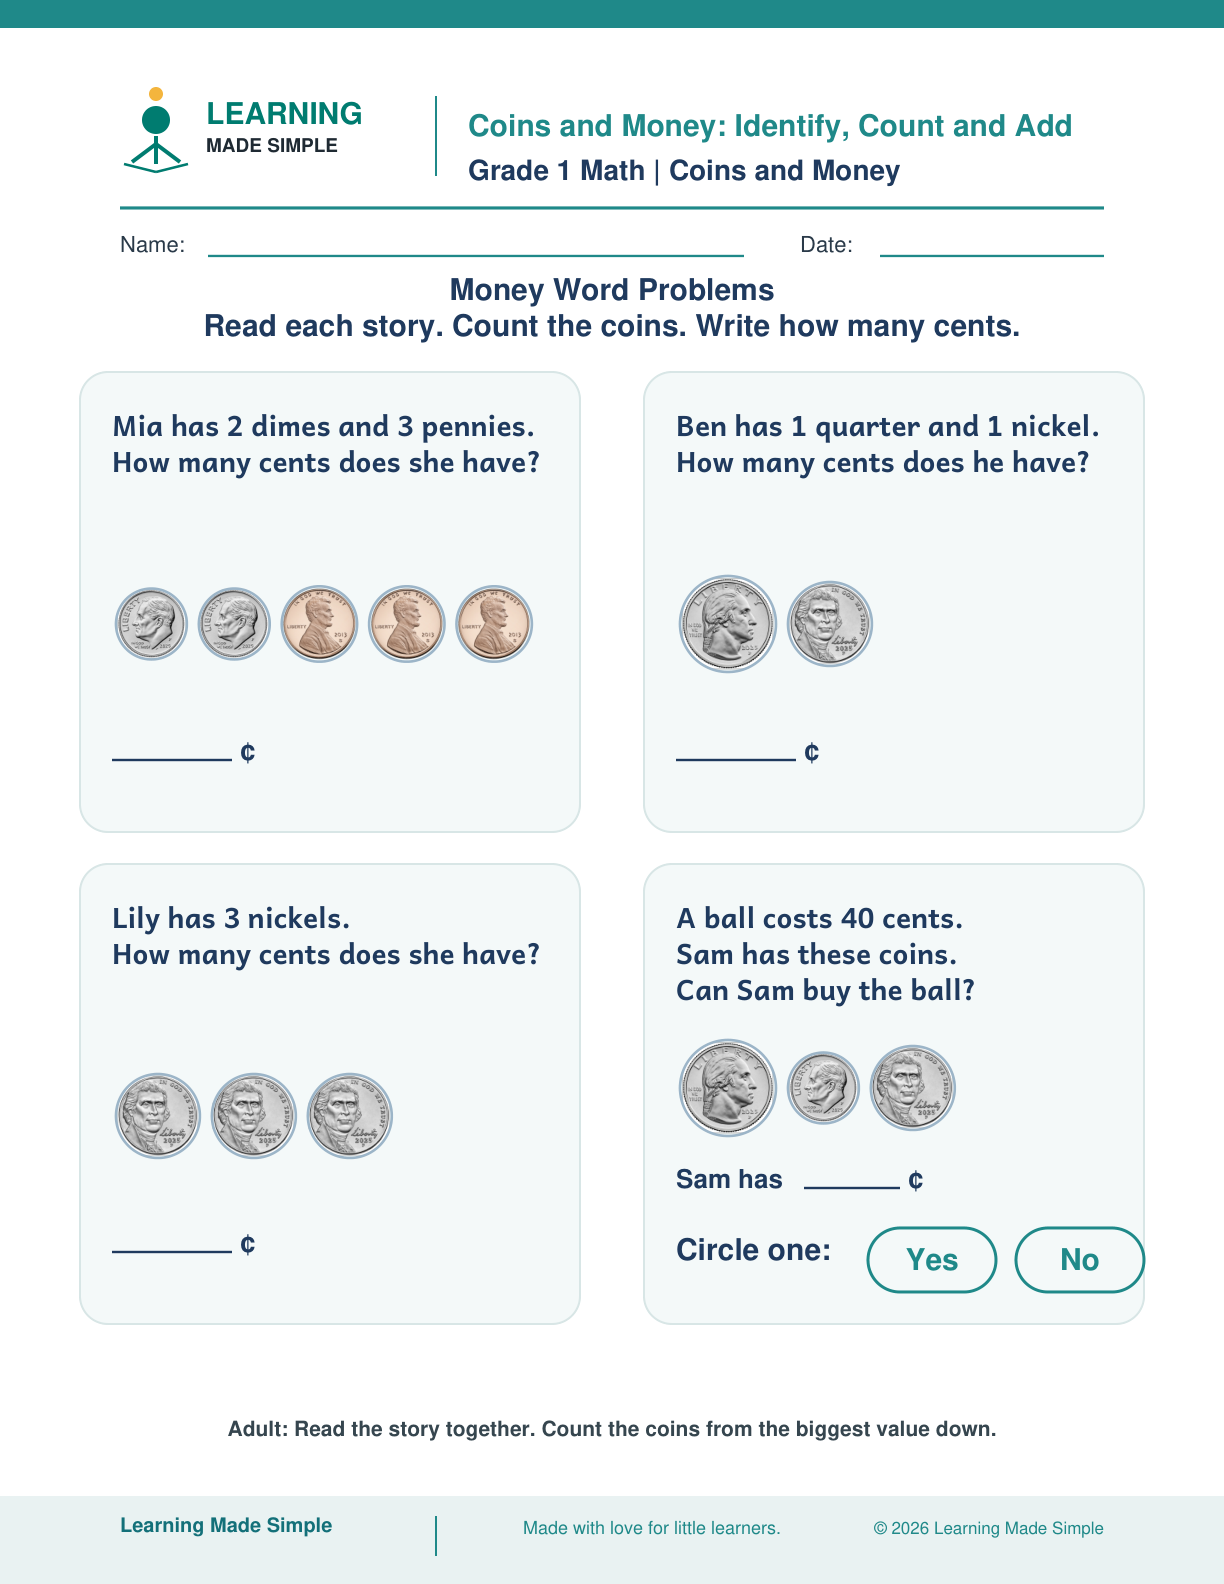 LEARNING
MADE SIMPLE
Coins and Money: Identify, Count and Add
Grade 1 Math | Coins and Money
Name:
Date:
Money Word Problems
Read each story. Count the coins. Write how many cents.
Mia has 2 dimes and 3 pennies.
How many cents does she have?
¢
Ben has 1 quarter and 1 nickel.
How many cents does he have?
¢
Lily has 3 nickels.
How many cents does she have?
¢
A ball costs 40 cents.
Sam has these coins.
Can Sam buy the ball?
Sam has ¢
Circle one: Yes No
Adult: Read the story together. Count the coins from the biggest value down.
Learning Made Simple
Made with love for little learners.
© 2026 Learning Made Simple